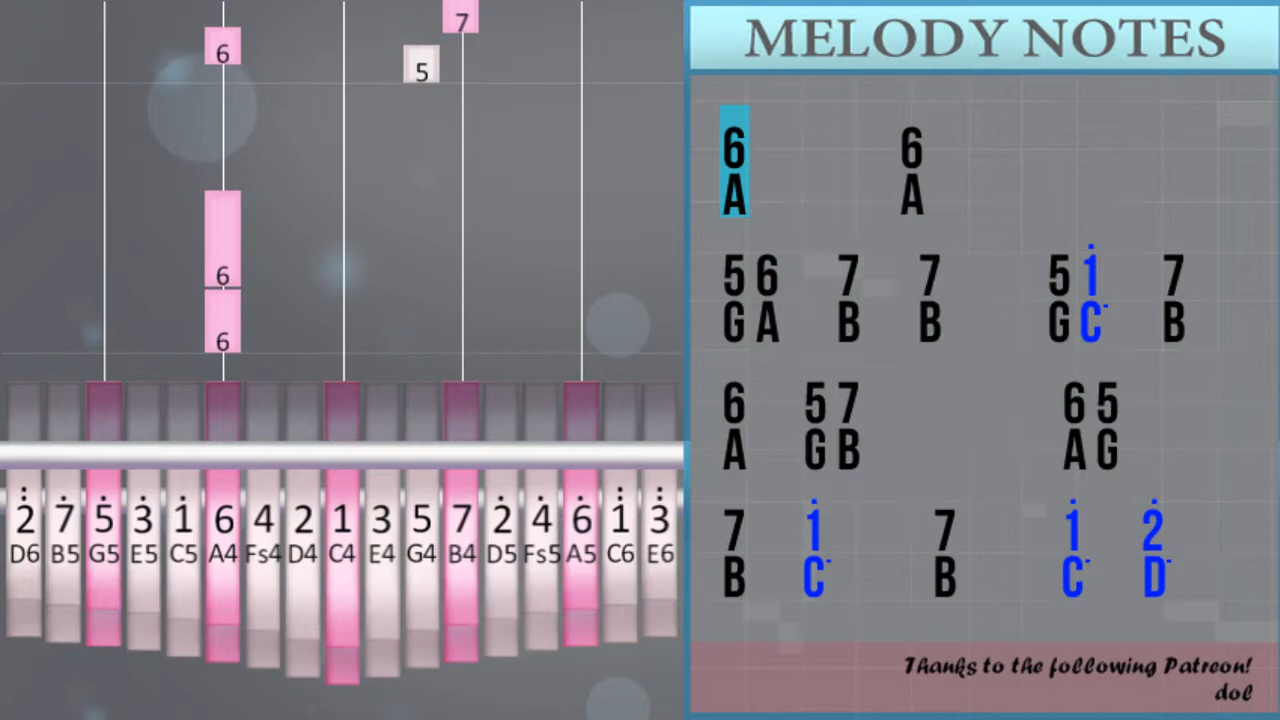 7
6
5
6
6
2̈ 7̇ 5̇ 3̇ 1̇ 6 4 2 1 3 5 7 2̇ 4̇ 6̇ 1̈ 3̈
D6 B5 G5 E5 C5 A4 Fs4 D4 C4 E4 G4 B4 D5 Fs5 A5 C6 E6
MELODY NOTES
6 6
A A
5 6 7 7 5 1̇ 7
G A B B G C˙ B
6 5 7 6 5
A G B A G
7 1̇ 7 1̇ 2̇
B C˙ B C˙ D˙
Thanks to the following Patreon!
dol